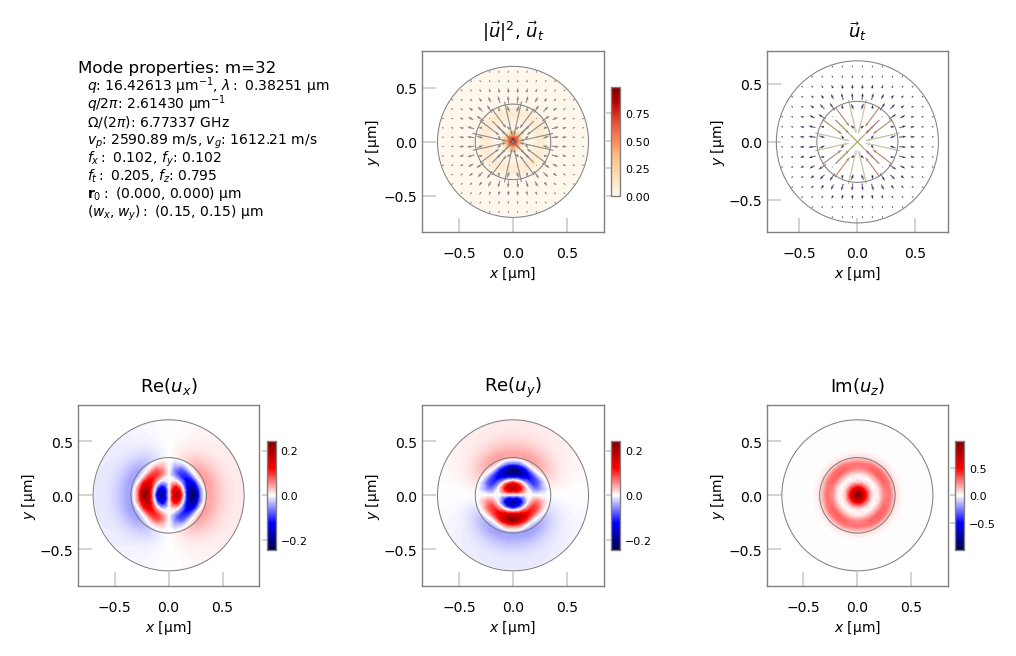 Mode properties: m=32
q: 16.42613 μm⁻¹, λ: 0.38251 μm
q/2π: 2.61430 μm⁻¹
Ω/(2π): 6.77337 GHz
vₚ: 2590.89 m/s, v_g: 1612.21 m/s
fₓ: 0.102, f_y: 0.102
fₜ: 0.205, f_z: 0.795
r₀: (0.000, 0.000) μm
(wₓ, w_y): (0.15, 0.15) μm
|u⃗|², u⃗ₜ
0.5
0.0
−0.5
y [μm]
−0.5 0.0 0.5
x [μm]
0.75
0.50
0.25
0.00
u⃗ₜ
0.5
0.0
−0.5
y [μm]
−0.5 0.0 0.5
x [μm]
Re(uₓ)
0.5
0.0
−0.5
y [μm]
−0.5 0.0 0.5
x [μm]
0.2
0.0
−0.2
Re(u_y)
0.5
0.0
−0.5
y [μm]
−0.5 0.0 0.5
x [μm]
0.2
0.0
−0.2
Im(u_z)
0.5
0.0
−0.5
y [μm]
−0.5 0.0 0.5
x [μm]
0.5
0.0
−0.5